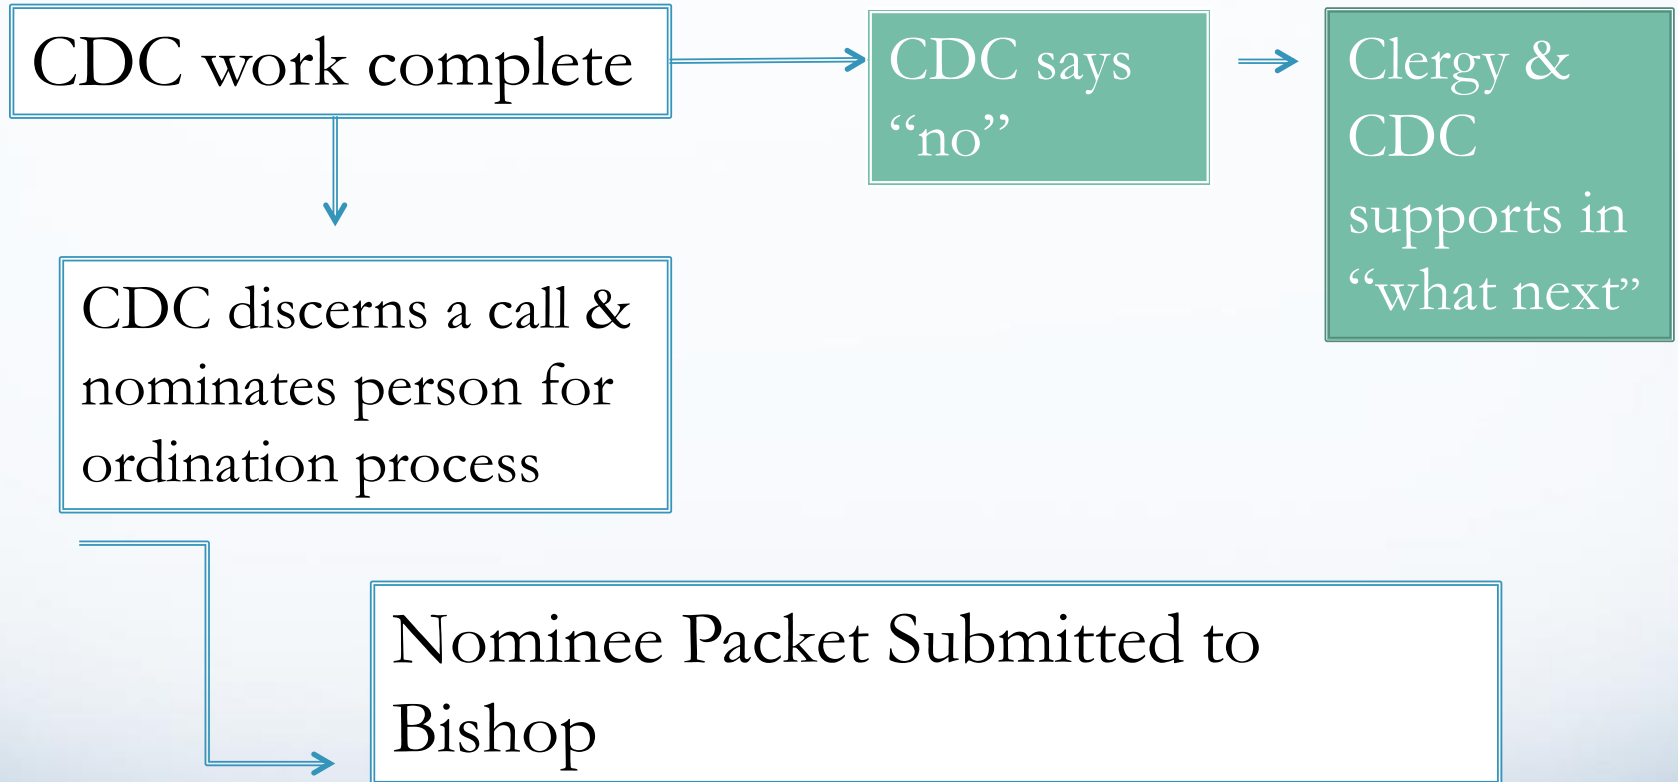 CDC work complete
CDC says
“no”
Clergy &
CDC
supports in
“what next”
CDC discerns a call &
nominates person for
ordination process
Nominee Packet Submitted to
Bishop